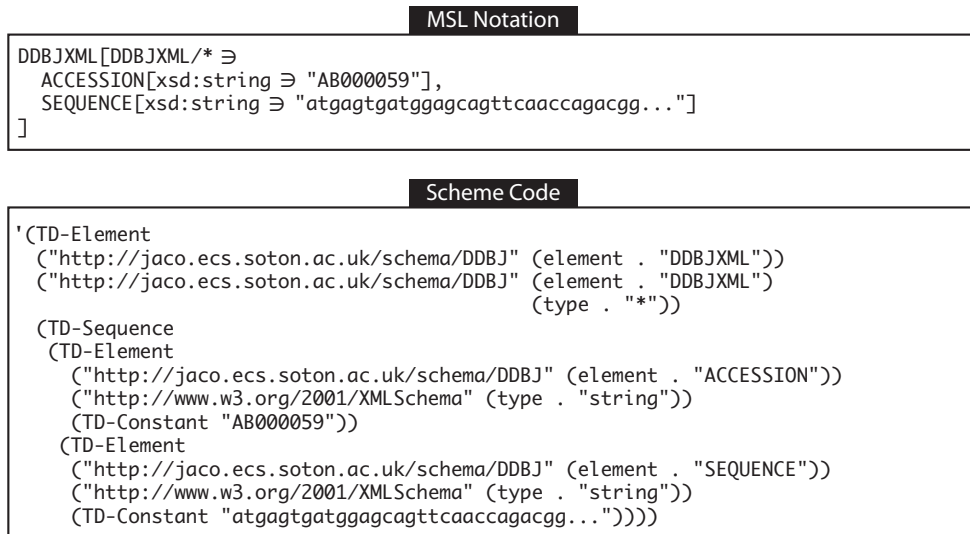 MSL Notation
DDBJXML[DDBJXML/* ∋
  ACCESSION[xsd:string ∋ "AB000059"],
  SEQUENCE[xsd:string ∋ "atgagtgatggagcagttcaaccagacgg..."]
]
Scheme Code
'(TD-Element
  ("http://jaco.ecs.soton.ac.uk/schema/DDBJ" (element . "DDBJXML"))
  ("http://jaco.ecs.soton.ac.uk/schema/DDBJ" (element . "DDBJXML")
                                             (type . "*"))
  (TD-Sequence
   (TD-Element
     ("http://jaco.ecs.soton.ac.uk/schema/DDBJ" (element . "ACCESSION"))
     ("http://www.w3.org/2001/XMLSchema" (type . "string"))
     (TD-Constant "AB000059"))
    (TD-Element
     ("http://jaco.ecs.soton.ac.uk/schema/DDBJ" (element . "SEQUENCE"))
     ("http://www.w3.org/2001/XMLSchema" (type . "string"))
     (TD-Constant "atgagtgatggagcagttcaaccagacgg..."))))